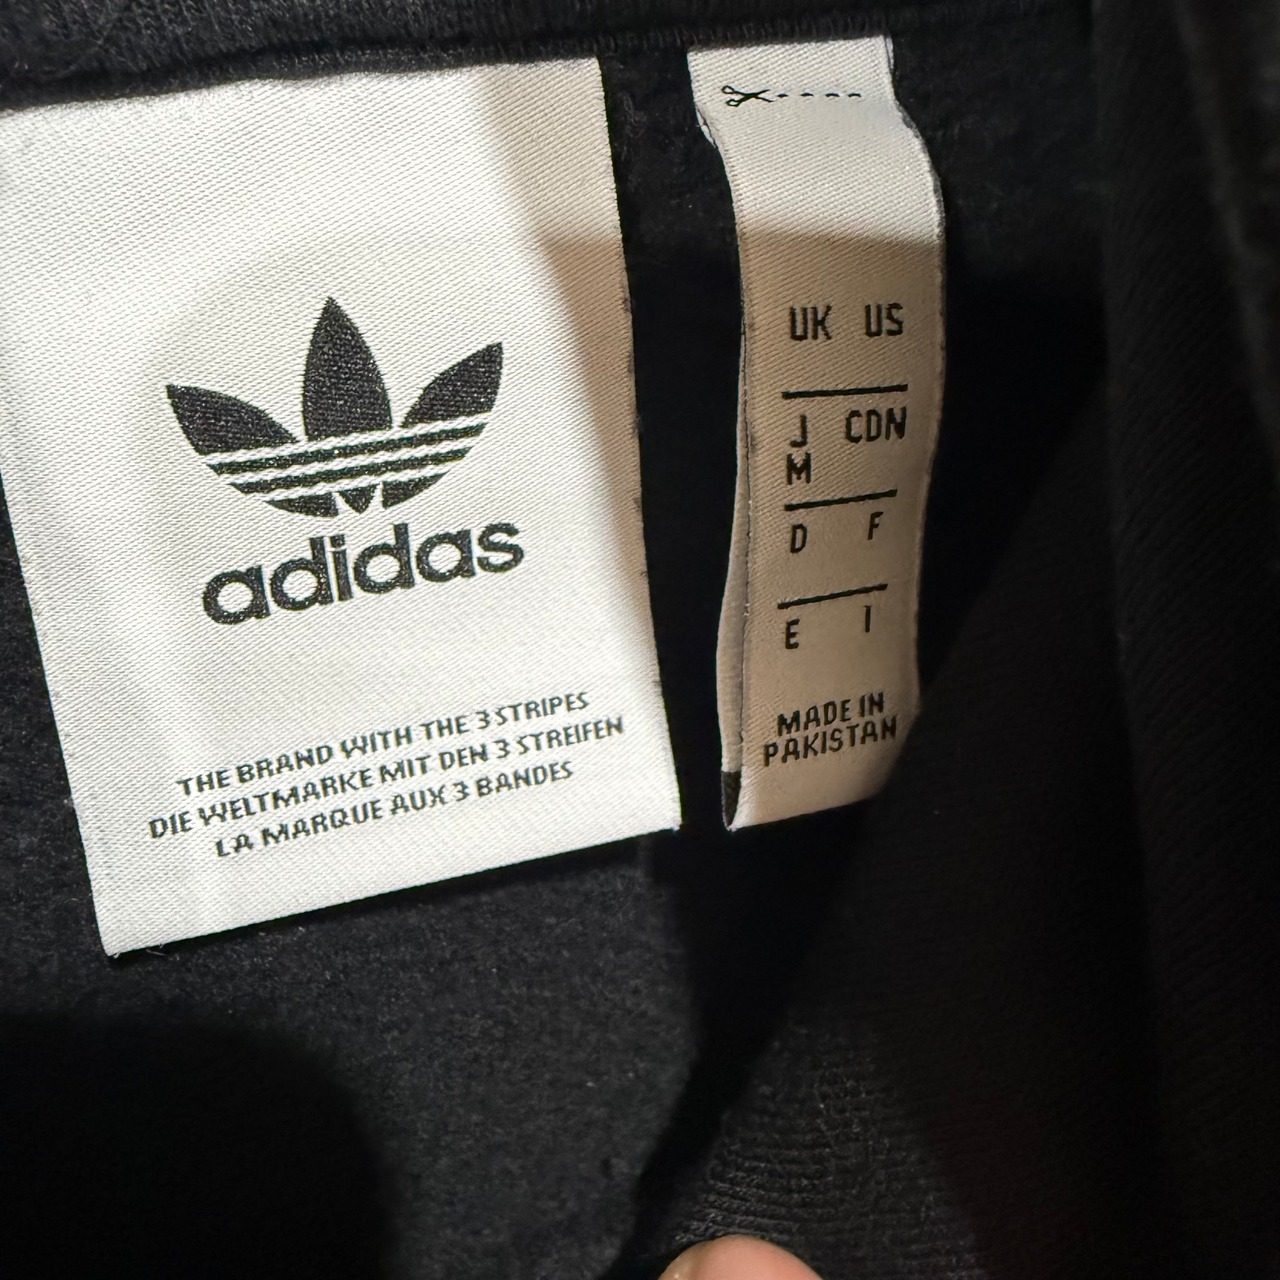 adidas
THE BRAND WITH THE 3 STRIPES
DIE WELTMARKE MIT DEN 3 STREIFEN
LA MARQUE AUX 3 BANDES
UK US
J CDN
M
D F
E I
MADE IN
PAKISTAN